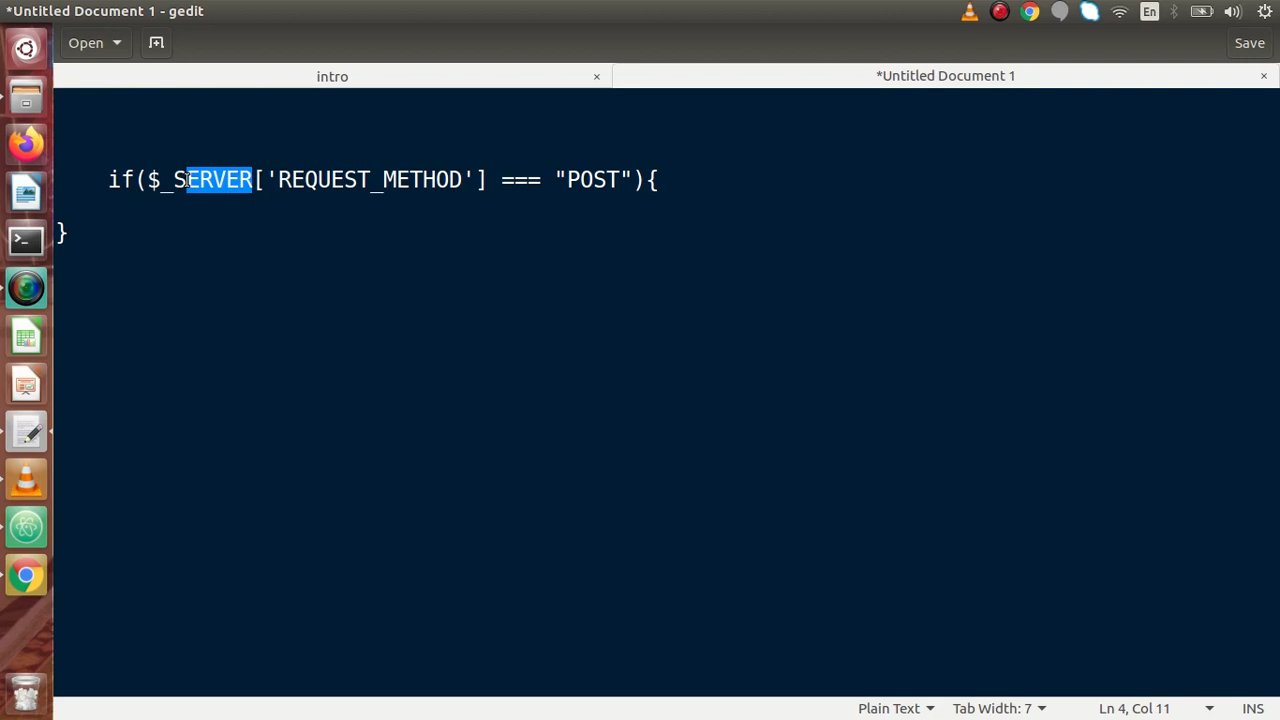 *Untitled Document 1 - gedit
En
Open
Save
intro
*Untitled Document 1
if($_SERVER['REQUEST_METHOD'] === "POST"){
}
Plain Text
Tab Width: 7
Ln 4, Col 11
INS